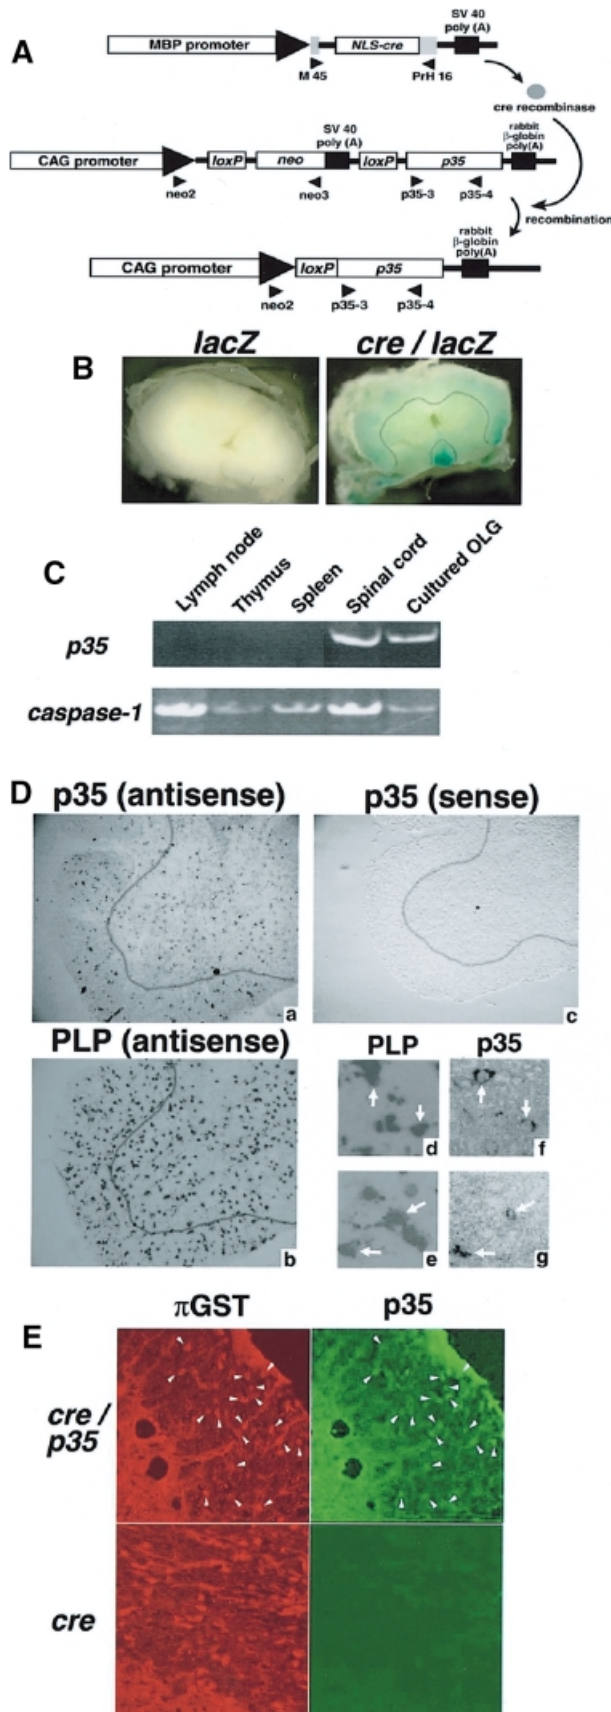 A
MBP promoter
NLS-cre
SV 40
poly (A)
M 45
PrH 16
cre recombinase
CAG promoter
loxP
neo
SV 40
poly (A)
loxP
p35
rabbit
β-globin
poly(A)
neo2
neo3
p35-3
p35-4
recombination
CAG promoter
loxP
p35
rabbit
β-globin
poly(A)
neo2
p35-3
p35-4
B
lacZ
cre / lacZ
C
Lymph node
Thymus
Spleen
Spinal cord
Cultured OLG
p35
caspase-1
D
p35 (antisense)
p35 (sense)
a
c
PLP (antisense)
PLP
p35
b
d
f
e
g
E
πGST
p35
cre /
p35
cre